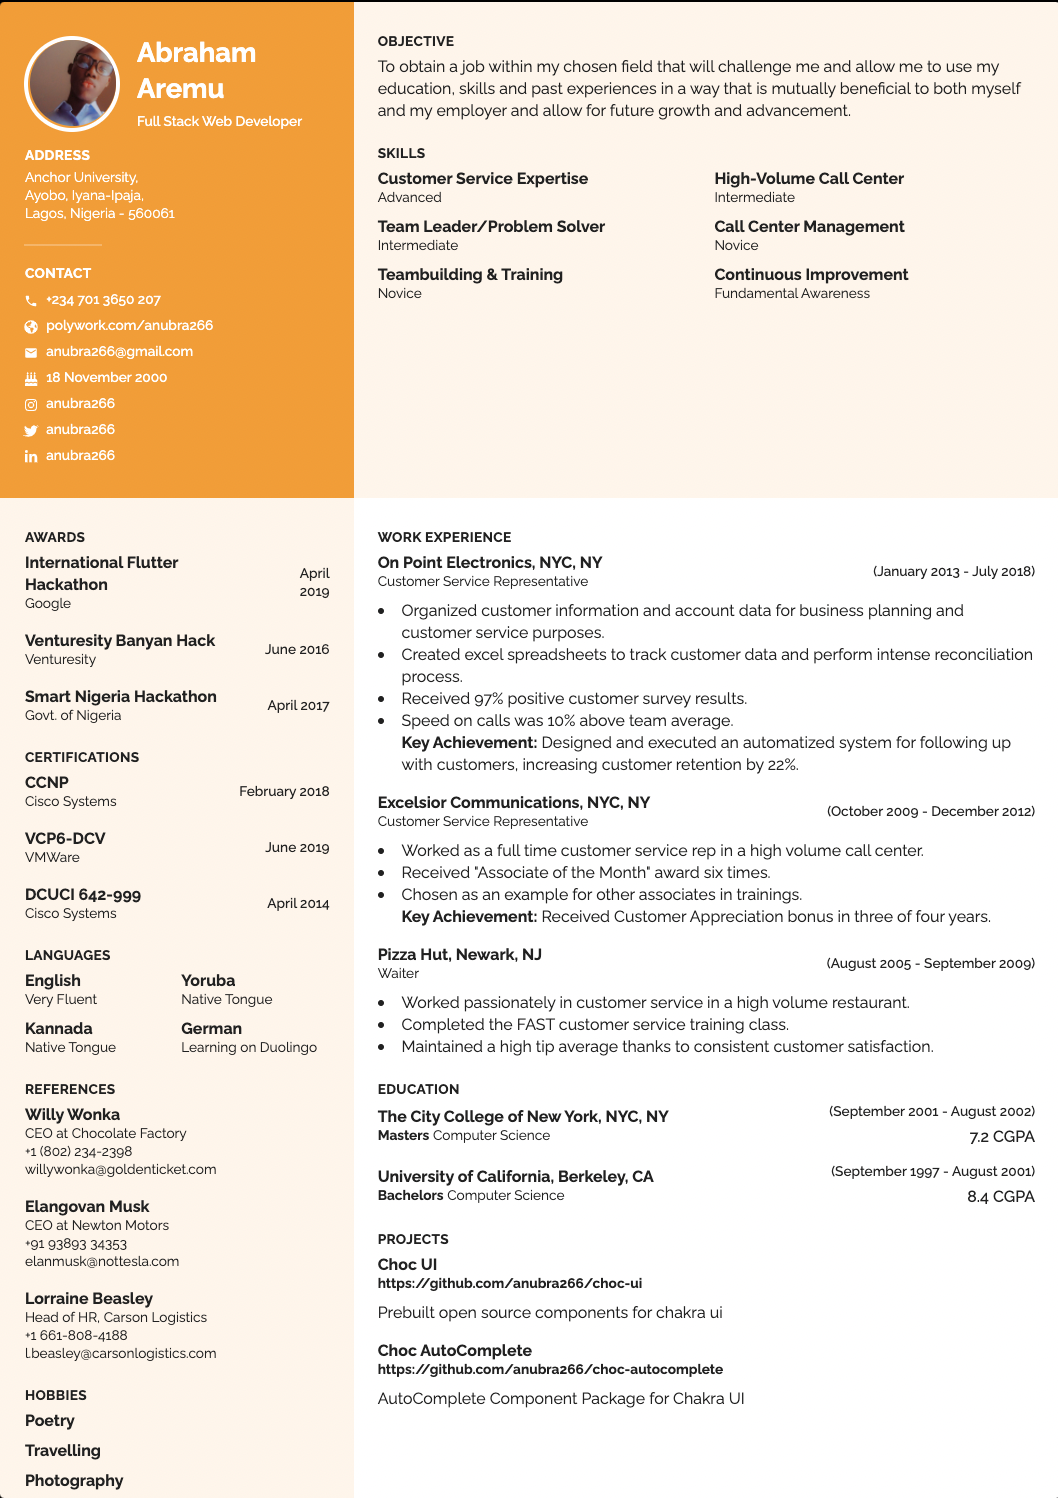 Abraham
Aremu
Full Stack Web Developer
ADDRESS
Anchor University,
Ayobo, Iyana-Ipaja,
Lagos, Nigeria - 560061
CONTACT
+234 701 3650 207
polywork.com/anubra266
anubra266@gmail.com
18 November 2000
anubra266
anubra266
anubra266
OBJECTIVE
To obtain a job within my chosen field that will challenge me and allow me to use my
education, skills and past experiences in a way that is mutually beneficial to both myself
and my employer and allow for future growth and advancement.
SKILLS
Customer Service Expertise
Advanced
High-Volume Call Center
Intermediate
Team Leader/Problem Solver
Intermediate
Call Center Management
Novice
Teambuilding & Training
Novice
Continuous Improvement
Fundamental Awareness
AWARDS
International Flutter
Hackathon
Google
April
2019
Venturesity Banyan Hack
Venturesity
June 2016
Smart Nigeria Hackathon
Govt. of Nigeria
April 2017
CERTIFICATIONS
CCNP
Cisco Systems
February 2018
VCP6-DCV
VMWare
June 2019
DCUCI 642-999
Cisco Systems
April 2014
LANGUAGES
English
Very Fluent
Yoruba
Native Tongue
Kannada
Native Tongue
German
Learning on Duolingo
REFERENCES
Willy Wonka
CEO at Chocolate Factory
+1 (802) 234-2398
willywonka@goldenticket.com
Elangovan Musk
CEO at Newton Motors
+91 93893 34353
elanmusk@nottesla.com
Lorraine Beasley
Head of HR, Carson Logistics
+1 661-808-4188
l.beasley@carsonlogistics.com
HOBBIES
Poetry
Travelling
Photography
WORK EXPERIENCE
On Point Electronics, NYC, NY
Customer Service Representative
(January 2013 - July 2018)
• Organized customer information and account data for business planning and
customer service purposes.
• Created excel spreadsheets to track customer data and perform intense reconciliation
process.
• Received 97% positive customer survey results.
• Speed on calls was 10% above team average.
Key Achievement: Designed and executed an automatized system for following up
with customers, increasing customer retention by 22%.
Excelsior Communications, NYC, NY
Customer Service Representative
(October 2009 - December 2012)
• Worked as a full time customer service rep in a high volume call center.
• Received "Associate of the Month" award six times.
• Chosen as an example for other associates in trainings.
Key Achievement: Received Customer Appreciation bonus in three of four years.
Pizza Hut, Newark, NJ
Waiter
(August 2005 - September 2009)
• Worked passionately in customer service in a high volume restaurant.
• Completed the FAST customer service training class.
• Maintained a high tip average thanks to consistent customer satisfaction.
EDUCATION
The City College of New York, NYC, NY
Masters Computer Science
(September 2001 - August 2002)
7.2 CGPA
University of California, Berkeley, CA
Bachelors Computer Science
(September 1997 - August 2001)
8.4 CGPA
PROJECTS
Choc UI
https://github.com/anubra266/choc-ui
Prebuilt open source components for chakra ui
Choc AutoComplete
https://github.com/anubra266/choc-autocomplete
AutoComplete Component Package for Chakra UI